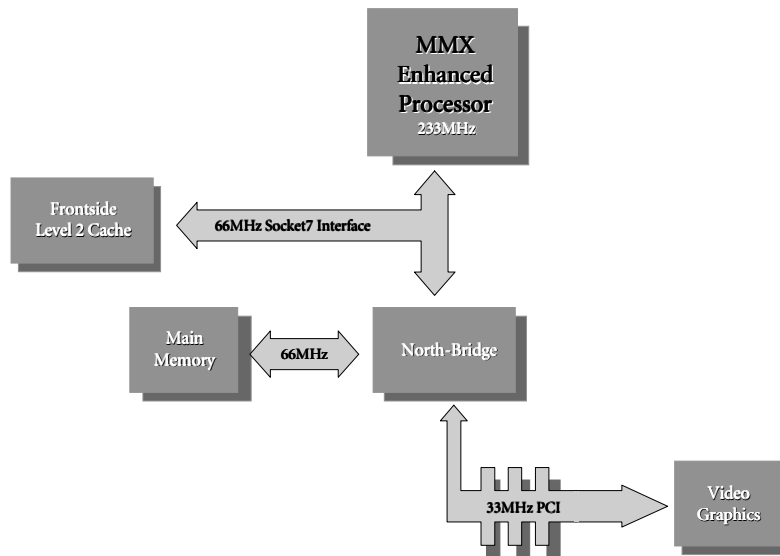 MMX
Enhanced
Processor
233MHz
Frontside
Level 2 Cache
66MHz Socket7 Interface
Main
Memory
66MHz
North-Bridge
33MHz PCI
Video
Graphics